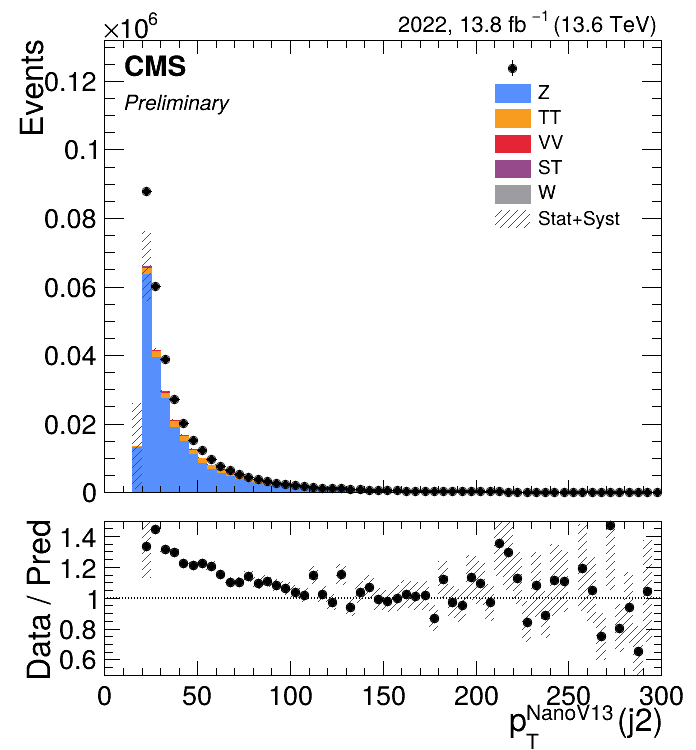 ×10⁶
2022, 13.8 fb⁻¹ (13.6 TeV)
Events
CMS
Preliminary
Z
TT
VV
ST
W
Stat+Syst
0.12
0.1
0.08
0.06
0.04
0.02
0
Data / Pred
1.4
1.2
1
0.8
0.6
0 50 100 150 200 250 300
p_T^NanoV13 (j2)